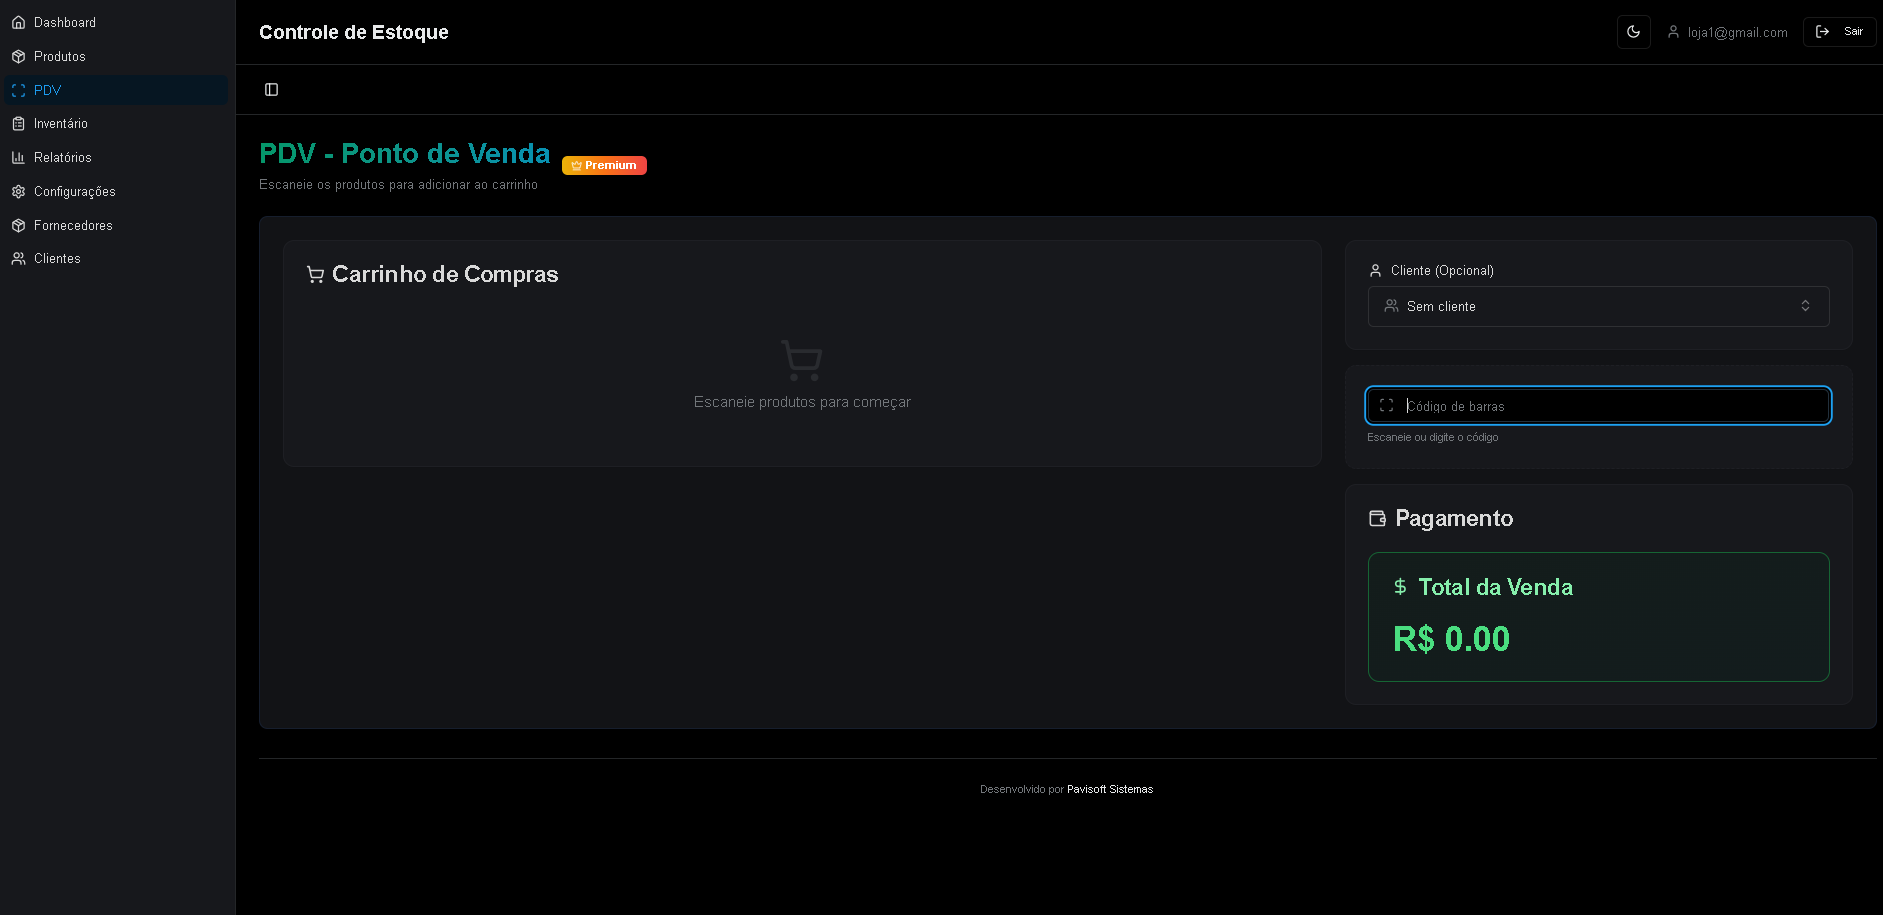 Dashboard
Produtos
PDV
Inventário
Relatórios
Configurações
Fornecedores
Clientes
Controle de Estoque
loja1@gmail.com
Sair
PDV - Ponto de Venda
Premium
Escaneie os produtos para adicionar ao carrinho
Carrinho de Compras
Escaneie produtos para começar
Cliente (Opcional)
Sem cliente
Código de barras
Escaneie ou digite o código
Pagamento
$ Total da Venda
R$ 0.00
Desenvolvido por Pavisoft Sistemas